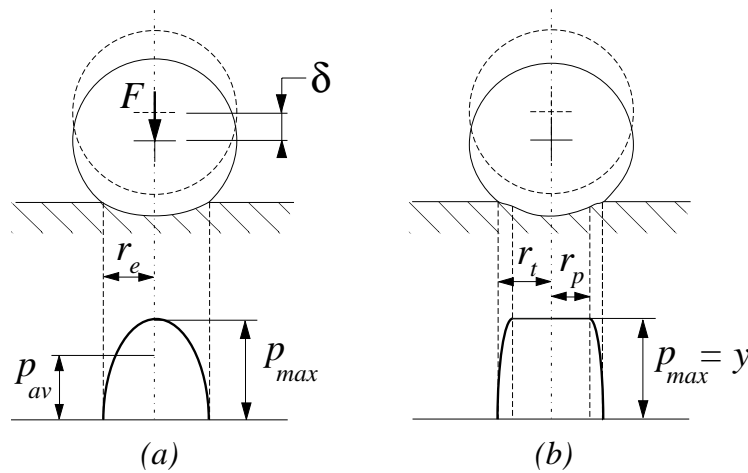 F
δ
r_e
r_t
r_p
p_av
p_max
p_max = y
(a)
(b)